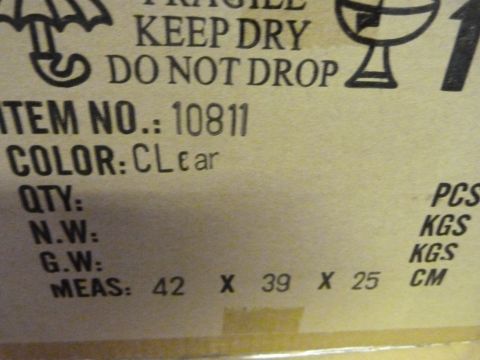 FRAGILE
KEEP DRY
DO NOT DROP
1
ITEM NO.: 10811
COLOR: CLear
QTY: PCS
N.W: KGS
G.W: KGS
MEAS: 42 X 39 X 25 CM